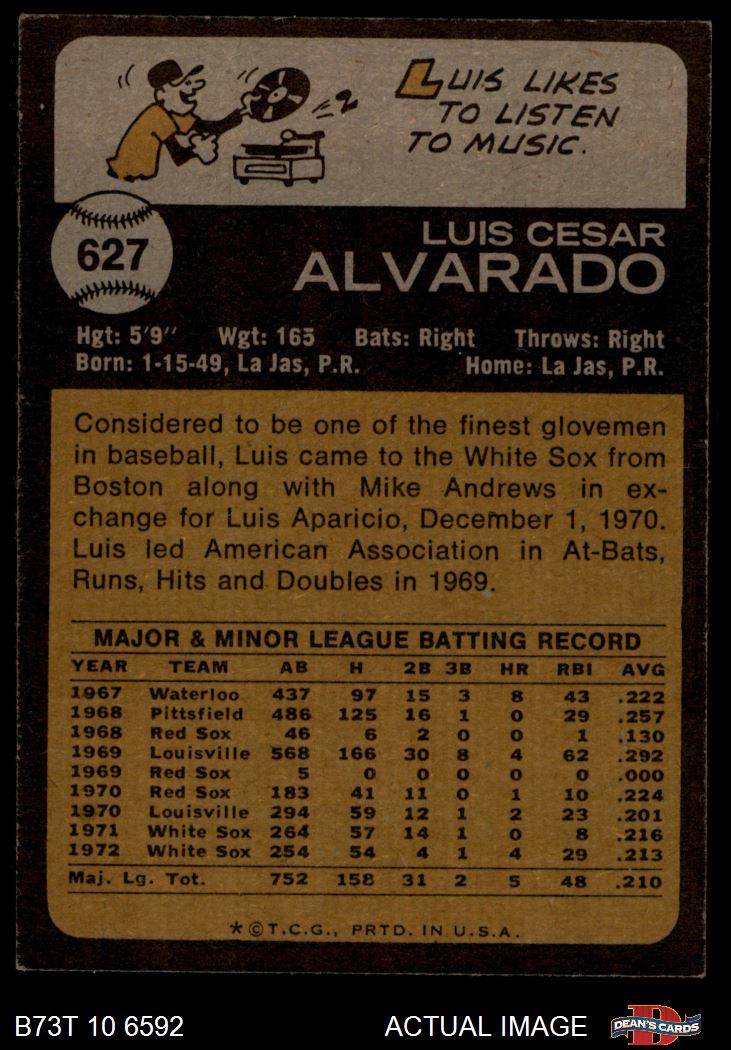 LUIS LIKES
TO LISTEN
TO MUSIC.
627
LUIS CESAR
ALVARADO
Hgt: 5'9" Wgt: 165 Bats: Right Throws: Right
Born: 1-15-49, La Jas, P.R. Home: La Jas, P.R.
Considered to be one of the finest glovemen
in baseball, Luis came to the White Sox from
Boston along with Mike Andrews in ex-
change for Luis Aparicio, December 1, 1970.
Luis led American Association in At-Bats,
Runs, Hits and Doubles in 1969.
MAJOR & MINOR LEAGUE BATTING RECORD
YEAR TEAM AB H 2B 3B HR RBI AVG
1967 Waterloo 437 97 15 3 8 43 .222
1968 Pittsfield 486 125 16 1 0 29 .257
1968 Red Sox 46 6 2 0 0 1 .130
1969 Louisville 568 166 30 8 4 62 .292
1969 Red Sox 5 0 0 0 0 0 .000
1970 Red Sox 183 41 11 0 1 10 .224
1970 Louisville 294 59 12 1 2 23 .201
1971 White Sox 264 57 14 1 0 8 .216
1972 White Sox 254 54 4 1 4 29 .213
Maj. Lg. Tot. 752 158 31 2 5 48 .210
*©T.C.G., PRTD. IN U.S.A.
B73T 10 6592 ACTUAL IMAGE
D
DEAN'S CARDS